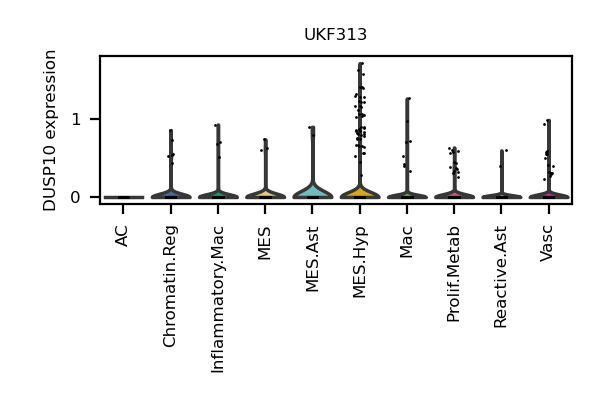 UKF313
DUSP10 expression
1
0
AC
Chromatin.Reg
Inflammatory.Mac
MES
MES.Ast
MES.Hyp
Mac
Prolif.Metab
Reactive.Ast
Vasc